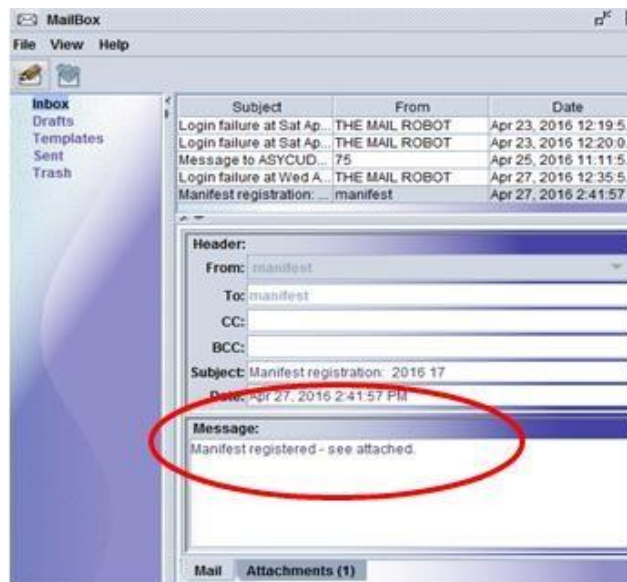 MailBox
File View Help
Inbox
Drafts
Templates
Sent
Trash
Subject From Date
Login failure at Sat Ap... THE MAIL ROBOT Apr 23, 2016 12:19:5
Login failure at Sat Ap... THE MAIL ROBOT Apr 23, 2016 12:20:0
Message to ASYCUD... 75 Apr 25, 2016 11:11:5
Login failure at Wed A... THE MAIL ROBOT Apr 27, 2016 12:35:5
Manifest registration: ... manifest Apr 27, 2016 2:41:57
Header:
From: manifest
To: manifest
CC:
BCC:
Subject: Manifest registration: 2016 17
Date: Apr 27, 2016 2:41:57 PM
Message:
Manifest registered - see attached.
Mail Attachments (1)